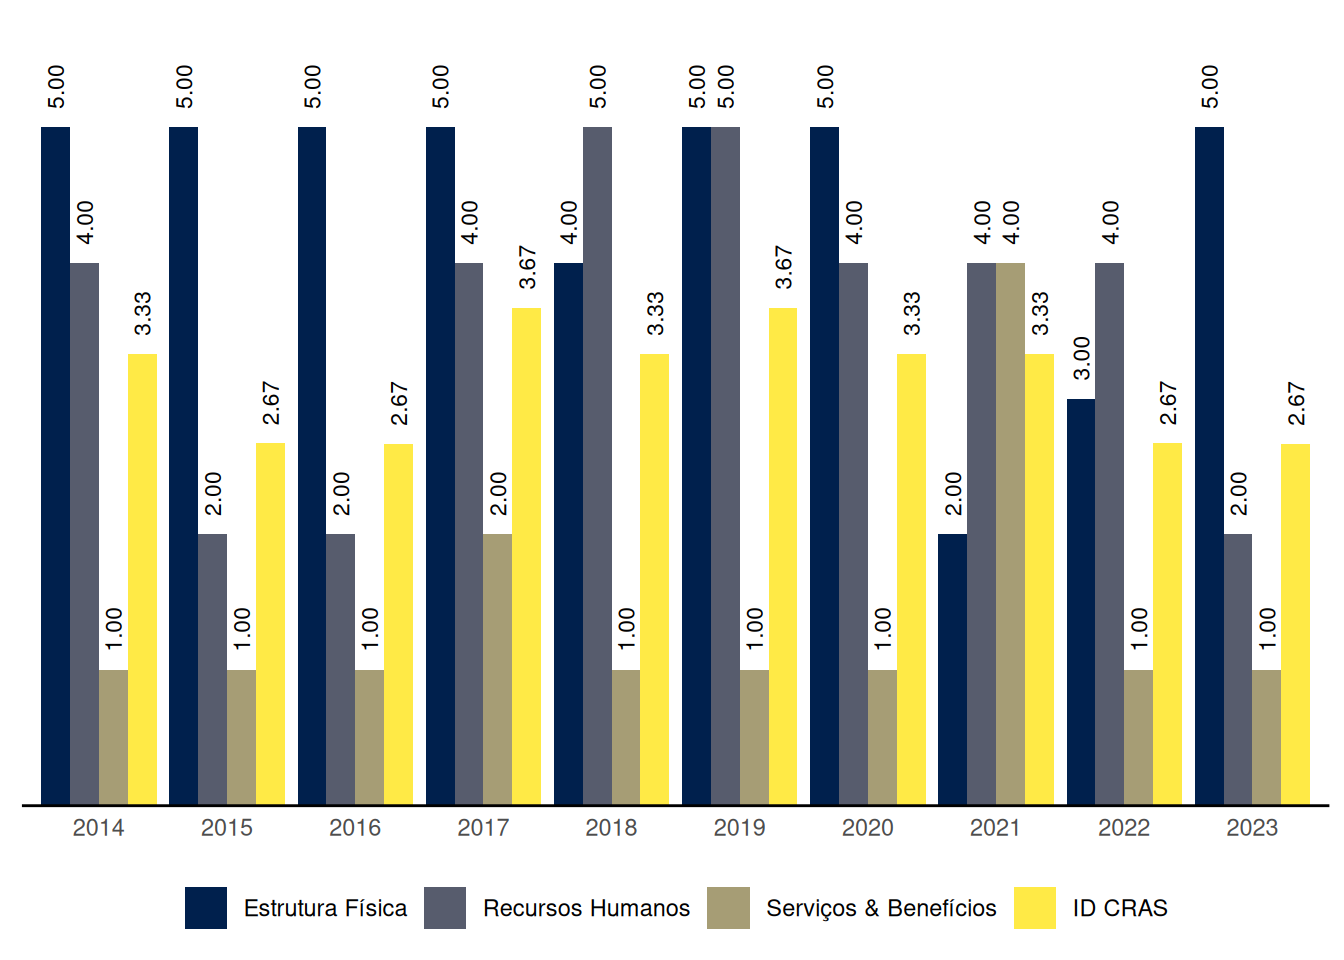 5.00 4.00 1.00 3.33
5.00 2.00 1.00 2.67
5.00 2.00 1.00 2.67
5.00 4.00 2.00 3.67
4.00 5.00 1.00 3.33
5.00 5.00 1.00 3.67
5.00 4.00 1.00 3.33
2.00 4.00 4.00 3.33
3.00 4.00 1.00 2.67
5.00 2.00 1.00 2.67
2014 2015 2016 2017 2018 2019 2020 2021 2022 2023
Estrutura Física Recursos Humanos Serviços & Benefícios ID CRAS